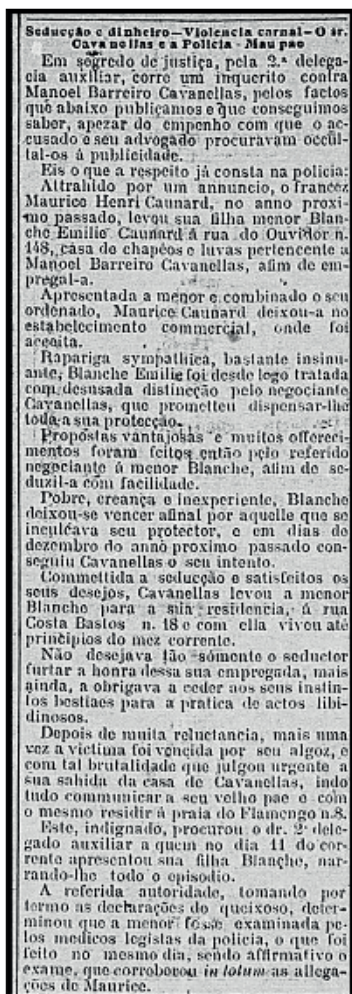 Seducção e dinheiro—Violencia carnal—O sr.
Cavanellas e a Policia - Mau pae
Em segredo de justiça, pela 2.ª delega-
cia auxiliar, corre um inquerito contra
Manoel Barreiro Cavanellas, pelos factos
que abaixo publicamos e que conseguimos
saber, apezar do empenho com que o ac-
cusado e seu advogado procuravam occul-
tal-os á publicidade.
Eis o que a respeito já consta na policia:
Attrahido por um annuncio, o francez
Maurice Henri Caunard, no anno proxi-
mo passado, levou sua filha menor Blan-
che Emilie Caunard á rua do Ouvidor n.
148, casa de chapéos e luvas pertencente a
Manoel Barreiro Cavanellas, afim de em-
pregal-a.
Apresentada a menor e combinado o seu
ordenado, Maurice Caunard deixou-a no
estabelecimento commercial, onde foi
acceita.
Rapariga sympathica, bastante insinu-
ante, Blanche Emilie foi desde logo tratada
com desusada distincção pelo negociante
Cavanellas, que prometteu dispensar-lhe
toda a sua protecção.
Propostas vantajosas e muitos offereci-
mentos foram feitos então pelo referido
negociante á menor Blanche, afim de se-
duzil-a com facilidade.
Pobre, creança e inexperiente, Blanche
deixou-se vencer afinal por aquelle que se
inculcava seu protector, e em dias de
dezembro do anno proximo passado con-
seguiu Cavanellas o seu intento.
Commettida a seducção e satisfeitos os
seus desejos, Cavanellas levou a menor
Blanche para a sua residencia, á rua
Costa Bastos n. 18 e com ella viveu até
principios do mez corrente.
Não desejava tão sómente o seductor
furtar a honra dessa sua empregada, mais
ainda, a obrigava a ceder aos seus instin-
tos bestiaes para a pratica de actos libi-
dinosos.
Depois de muita reluctancia, mais uma
vez a victima foi vencida por seu algoz, e
com tal brutalidade que julgou urgente a
sua sahida da casa de Cavanellas, indo
tudo communicar a seu velho pae e com
o mesmo residir á praia do Flamengo n.8.
Este, indignado, procurou o dr. 2º dele-
gado auxiliar a quem no dia 11 do cor-
rente apresentou sua filha Blanche, nar-
rando-lhe todo o episodio.
A referida autoridade, tomando por
termo as declarações do queixoso, deter-
minou que a menor fosse examinada pe-
los medicos legistas da policia, o que foi
feito no mesmo dia, sendo affirmativo o
exame, que corroborou in totum as allega-
ções de Maurice.